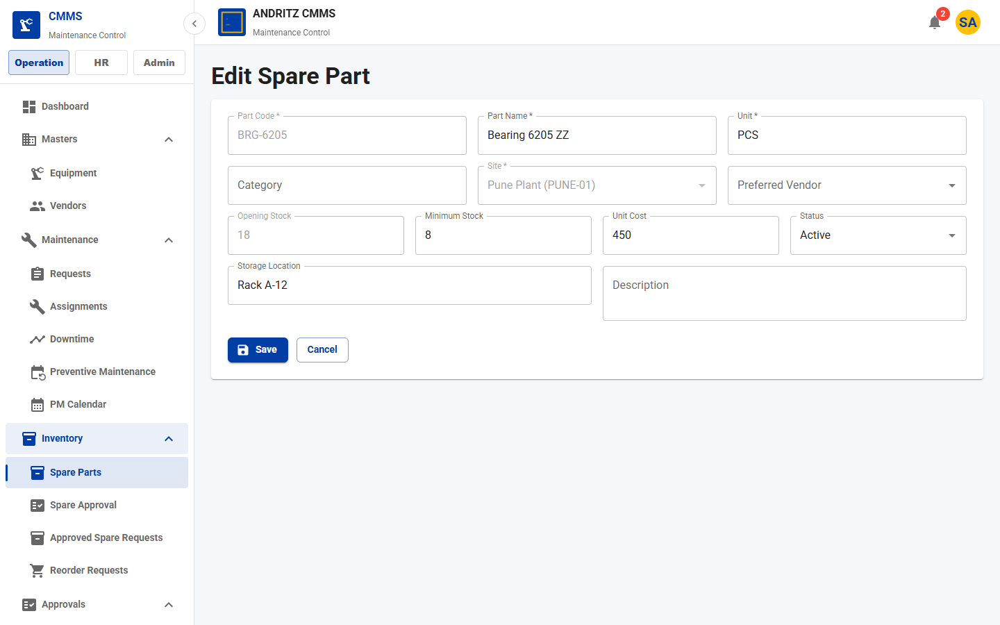 CMMS
Maintenance Control
Operation
HR
Admin
Dashboard
Masters
Equipment
Vendors
Maintenance
Requests
Assignments
Downtime
Preventive Maintenance
PM Calendar
Inventory
Spare Parts
Spare Approval
Approved Spare Requests
Reorder Requests
Approvals
ANDRITZ CMMS
Maintenance Control
2
SA
Edit Spare Part
Part Code *
BRG-6205
Part Name *
Bearing 6205 ZZ
Unit *
PCS
Category
Site *
Pune Plant (PUNE-01)
Preferred Vendor
Opening Stock
18
Minimum Stock
8
Unit Cost
450
Status
Active
Storage Location
Rack A-12
Description
Save
Cancel